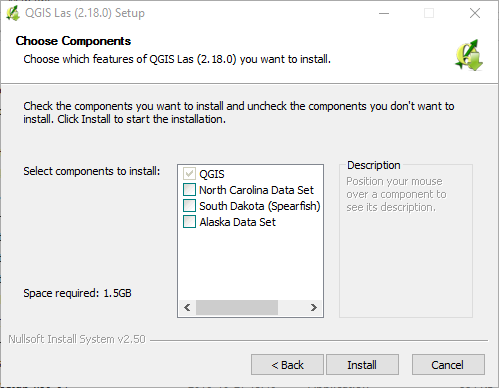 QGIS Las (2.18.0) Setup
Choose Components
Choose which features of QGIS Las (2.18.0) you want to install.
Check the components you want to install and uncheck the components you don't want to
install. Click Install to start the installation.
Select components to install:
QGIS
North Carolina Data Set
South Dakota (Spearfish)
Alaska Data Set
Description
Position your mouse
over a component to
see its description.
Space required: 1.5GB
Nullsoft Install System v2.50
< Back
Install
Cancel